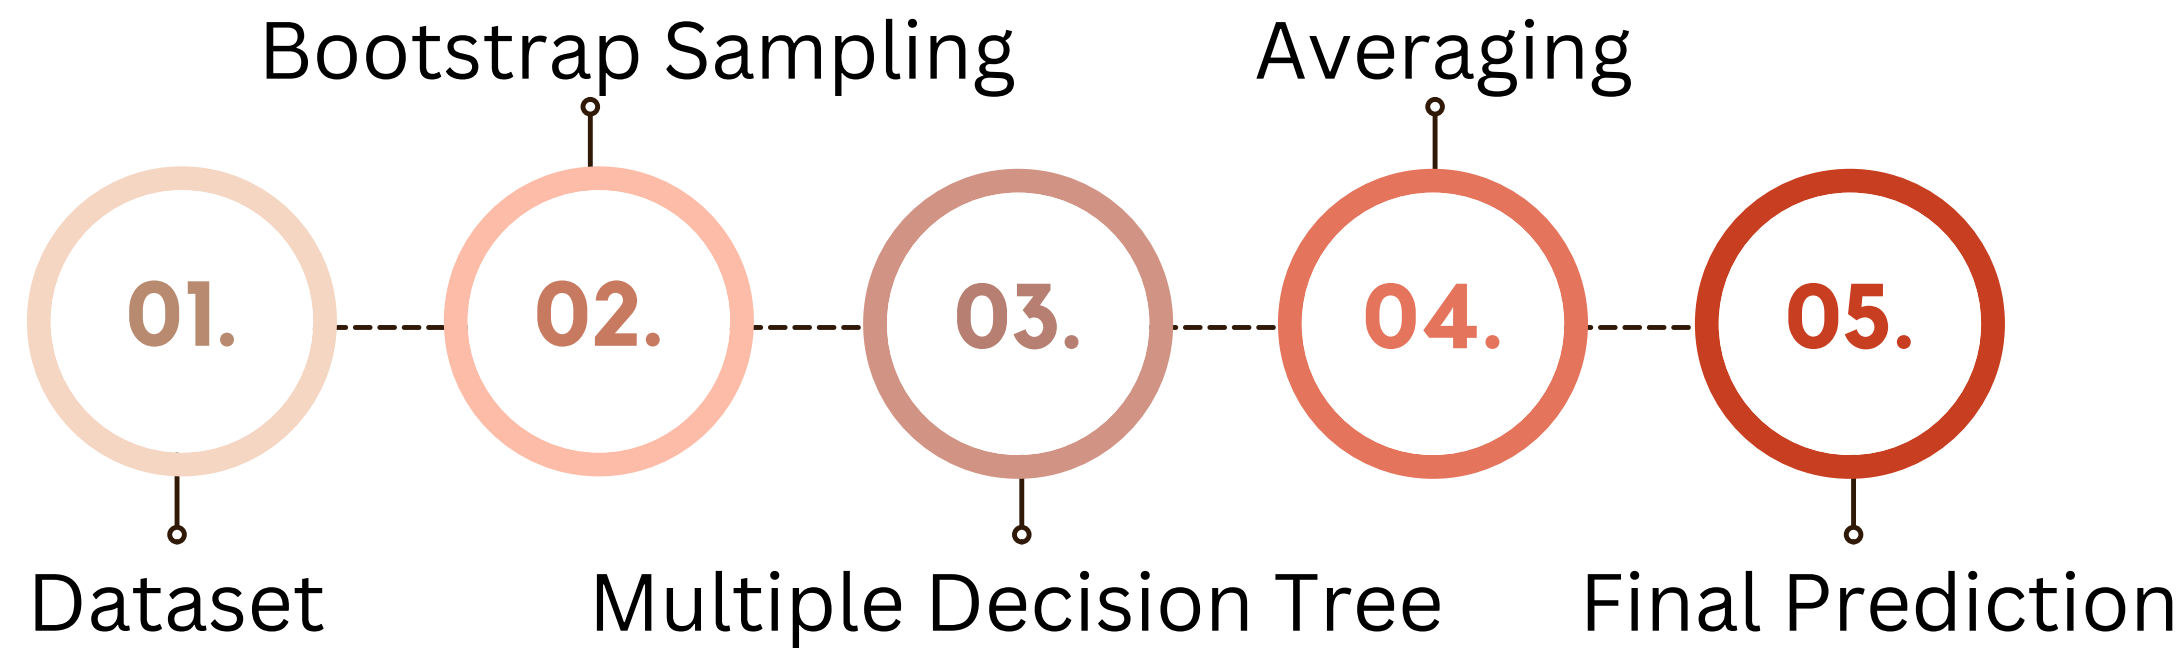 Bootstrap Sampling
Averaging
01.
02.
03.
04.
05.
Dataset
Multiple Decision Tree
Final Prediction